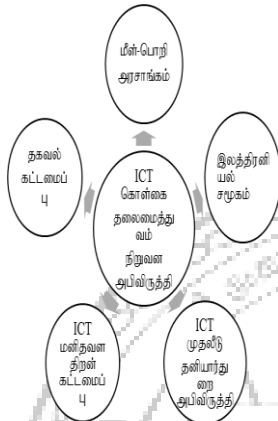 மீள்-பொறி
அரசாங்கம்
தகவல்
கட்டமைப்
பு
ICT
கொள்கை
தலைமைத்து
வம்
நிறுவன
அபிவிருத்தி
இலத்திரனி
யல்
சமூகம்
ICT
மனிதவள
திறன்
கட்டமைப்
பு
ICT
முதலீடு
தனியார்து
றை
அபிவிருத்தி